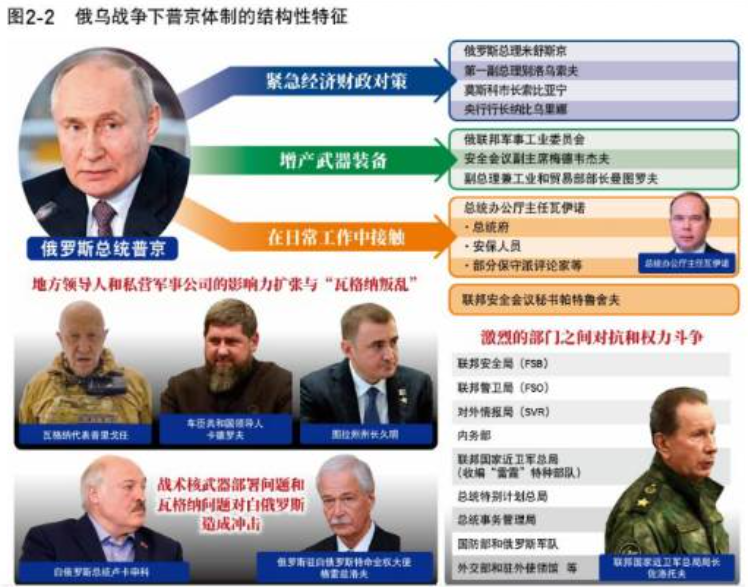 图2-2 俄乌战争下普京体制的结构性特征
俄罗斯总统普京
紧急经济财政对策
俄罗斯总理米舒斯京
第一副总理别洛乌索夫
莫斯科市长索比亚宁
央行行长纳比乌里娜
增产武器装备
俄联邦军事工业委员会
安全会议副主席梅德韦杰夫
副总理兼工业和贸易部部长曼图罗夫
在日常工作中接触
总统办公厅主任瓦伊诺
·总统府
·安保人员
·部分保守派评论家等
总统办公厅主任瓦伊诺
联邦安全会议秘书帕特鲁舍夫
地方领导人和私营军事公司的影响力扩张与“瓦格纳叛乱”
瓦格纳代表普里戈任
车臣共和国领导人
卡德罗夫
图拉州州长久明
战术核武器部署问题和
瓦格纳问题对白俄罗斯
造成冲击
白俄罗斯总统卢卡申科
俄罗斯驻白俄罗斯特命全权大使
格雷兹洛夫
激烈的部门之间对抗和权力斗争
联邦安全局（FSB）
联邦警卫局（FSO）
对外情报局（SVR）
内务部
联邦国家近卫军总局
（收编“雷霆”特种部队）
总统特别计划总局
总统事务管理局
国防部和俄罗斯军队
外交部和驻外使领馆 等
联邦国家近卫军总局局长
佐洛托夫